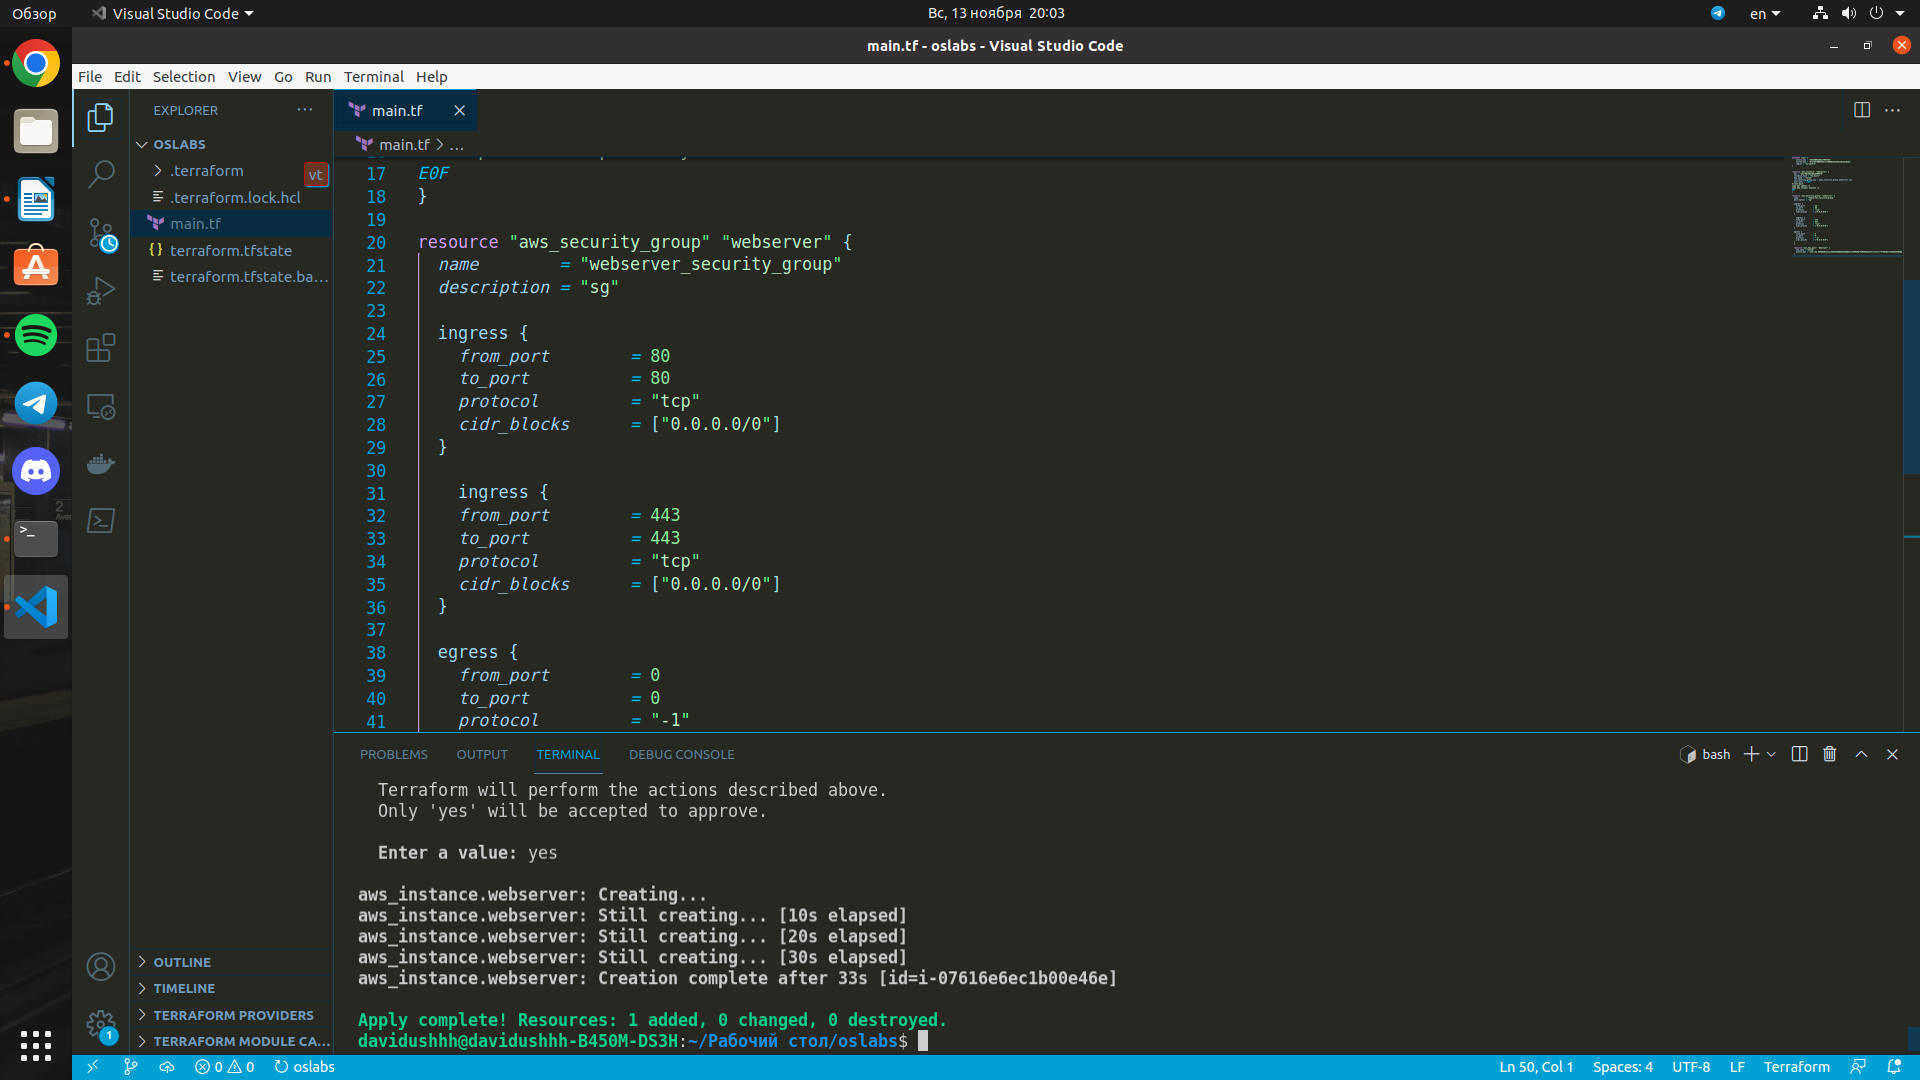 Обзор
Visual Studio Code
Вс, 13 ноября 20:03
en
main.tf - oslabs - Visual Studio Code
File Edit Selection View Go Run Terminal Help
EXPLORER
OSLABS
.terraform
vt
.terraform.lock.hcl
main.tf
terraform.tfstate
terraform.tfstate.ba...
OUTLINE
TIMELINE
TERRAFORM PROVIDERS
TERRAFORM MODULE CA...
1
main.tf
main.tf > ...
17 E0F
18 }
19
20 resource "aws_security_group" "webserver" {
21 name = "webserver_security_group"
22 description = "sg"
23
24 ingress {
25 from_port = 80
26 to_port = 80
27 protocol = "tcp"
28 cidr_blocks = ["0.0.0.0/0"]
29 }
30
31 ingress {
32 from_port = 443
33 to_port = 443
34 protocol = "tcp"
35 cidr_blocks = ["0.0.0.0/0"]
36 }
37
38 egress {
39 from_port = 0
40 to_port = 0
41 protocol = "-1"
PROBLEMS OUTPUT TERMINAL DEBUG CONSOLE
bash
Terraform will perform the actions described above.
Only 'yes' will be accepted to approve.
Enter a value: yes
aws_instance.webserver: Creating...
aws_instance.webserver: Still creating... [10s elapsed]
aws_instance.webserver: Still creating... [20s elapsed]
aws_instance.webserver: Still creating... [30s elapsed]
aws_instance.webserver: Creation complete after 33s [id=i-07616e6ec1b00e46e]
Apply complete! Resources: 1 added, 0 changed, 0 destroyed.
davidushhh@davidushhh-B450M-DS3H:~/Рабочий стол/oslabs$
0 0 oslabs
Ln 50, Col 1 Spaces: 4 UTF-8 LF Terraform